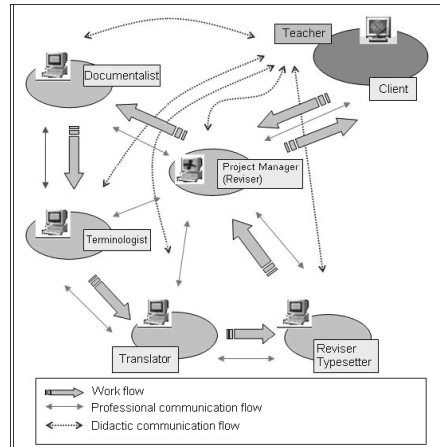 Teacher
Documentalist
Client
Project Manager
(Reviser)
Terminologist
Translator
Reviser
Typesetter
Work flow
Professional communication flow
Didactic communication flow